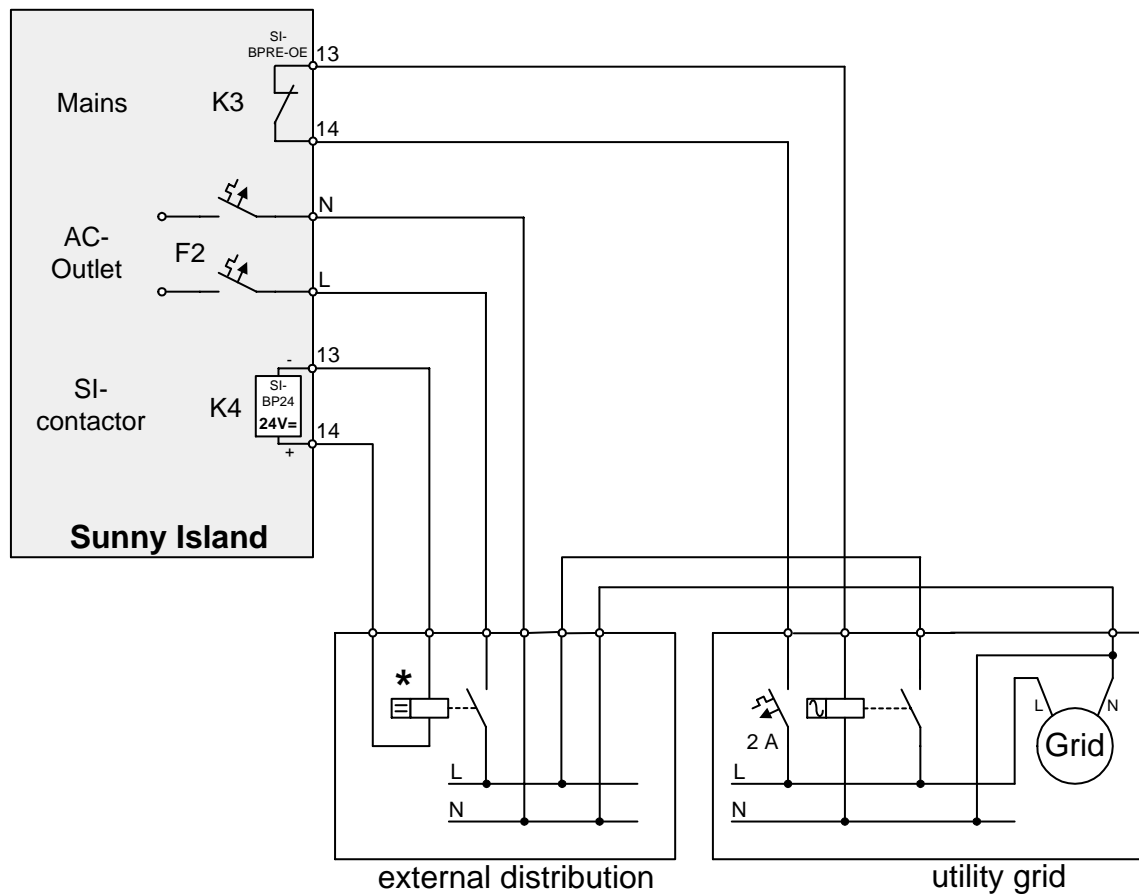 SI-
BPRE-OE
13
Mains
K3
14
N
AC-
Outlet
F2
L
13
-
SI-
contactor
K4
SI-
BP24
24V=
14
+
Sunny Island
*
L
N
external distribution
2 A
L
N
L
N
Grid
utility grid